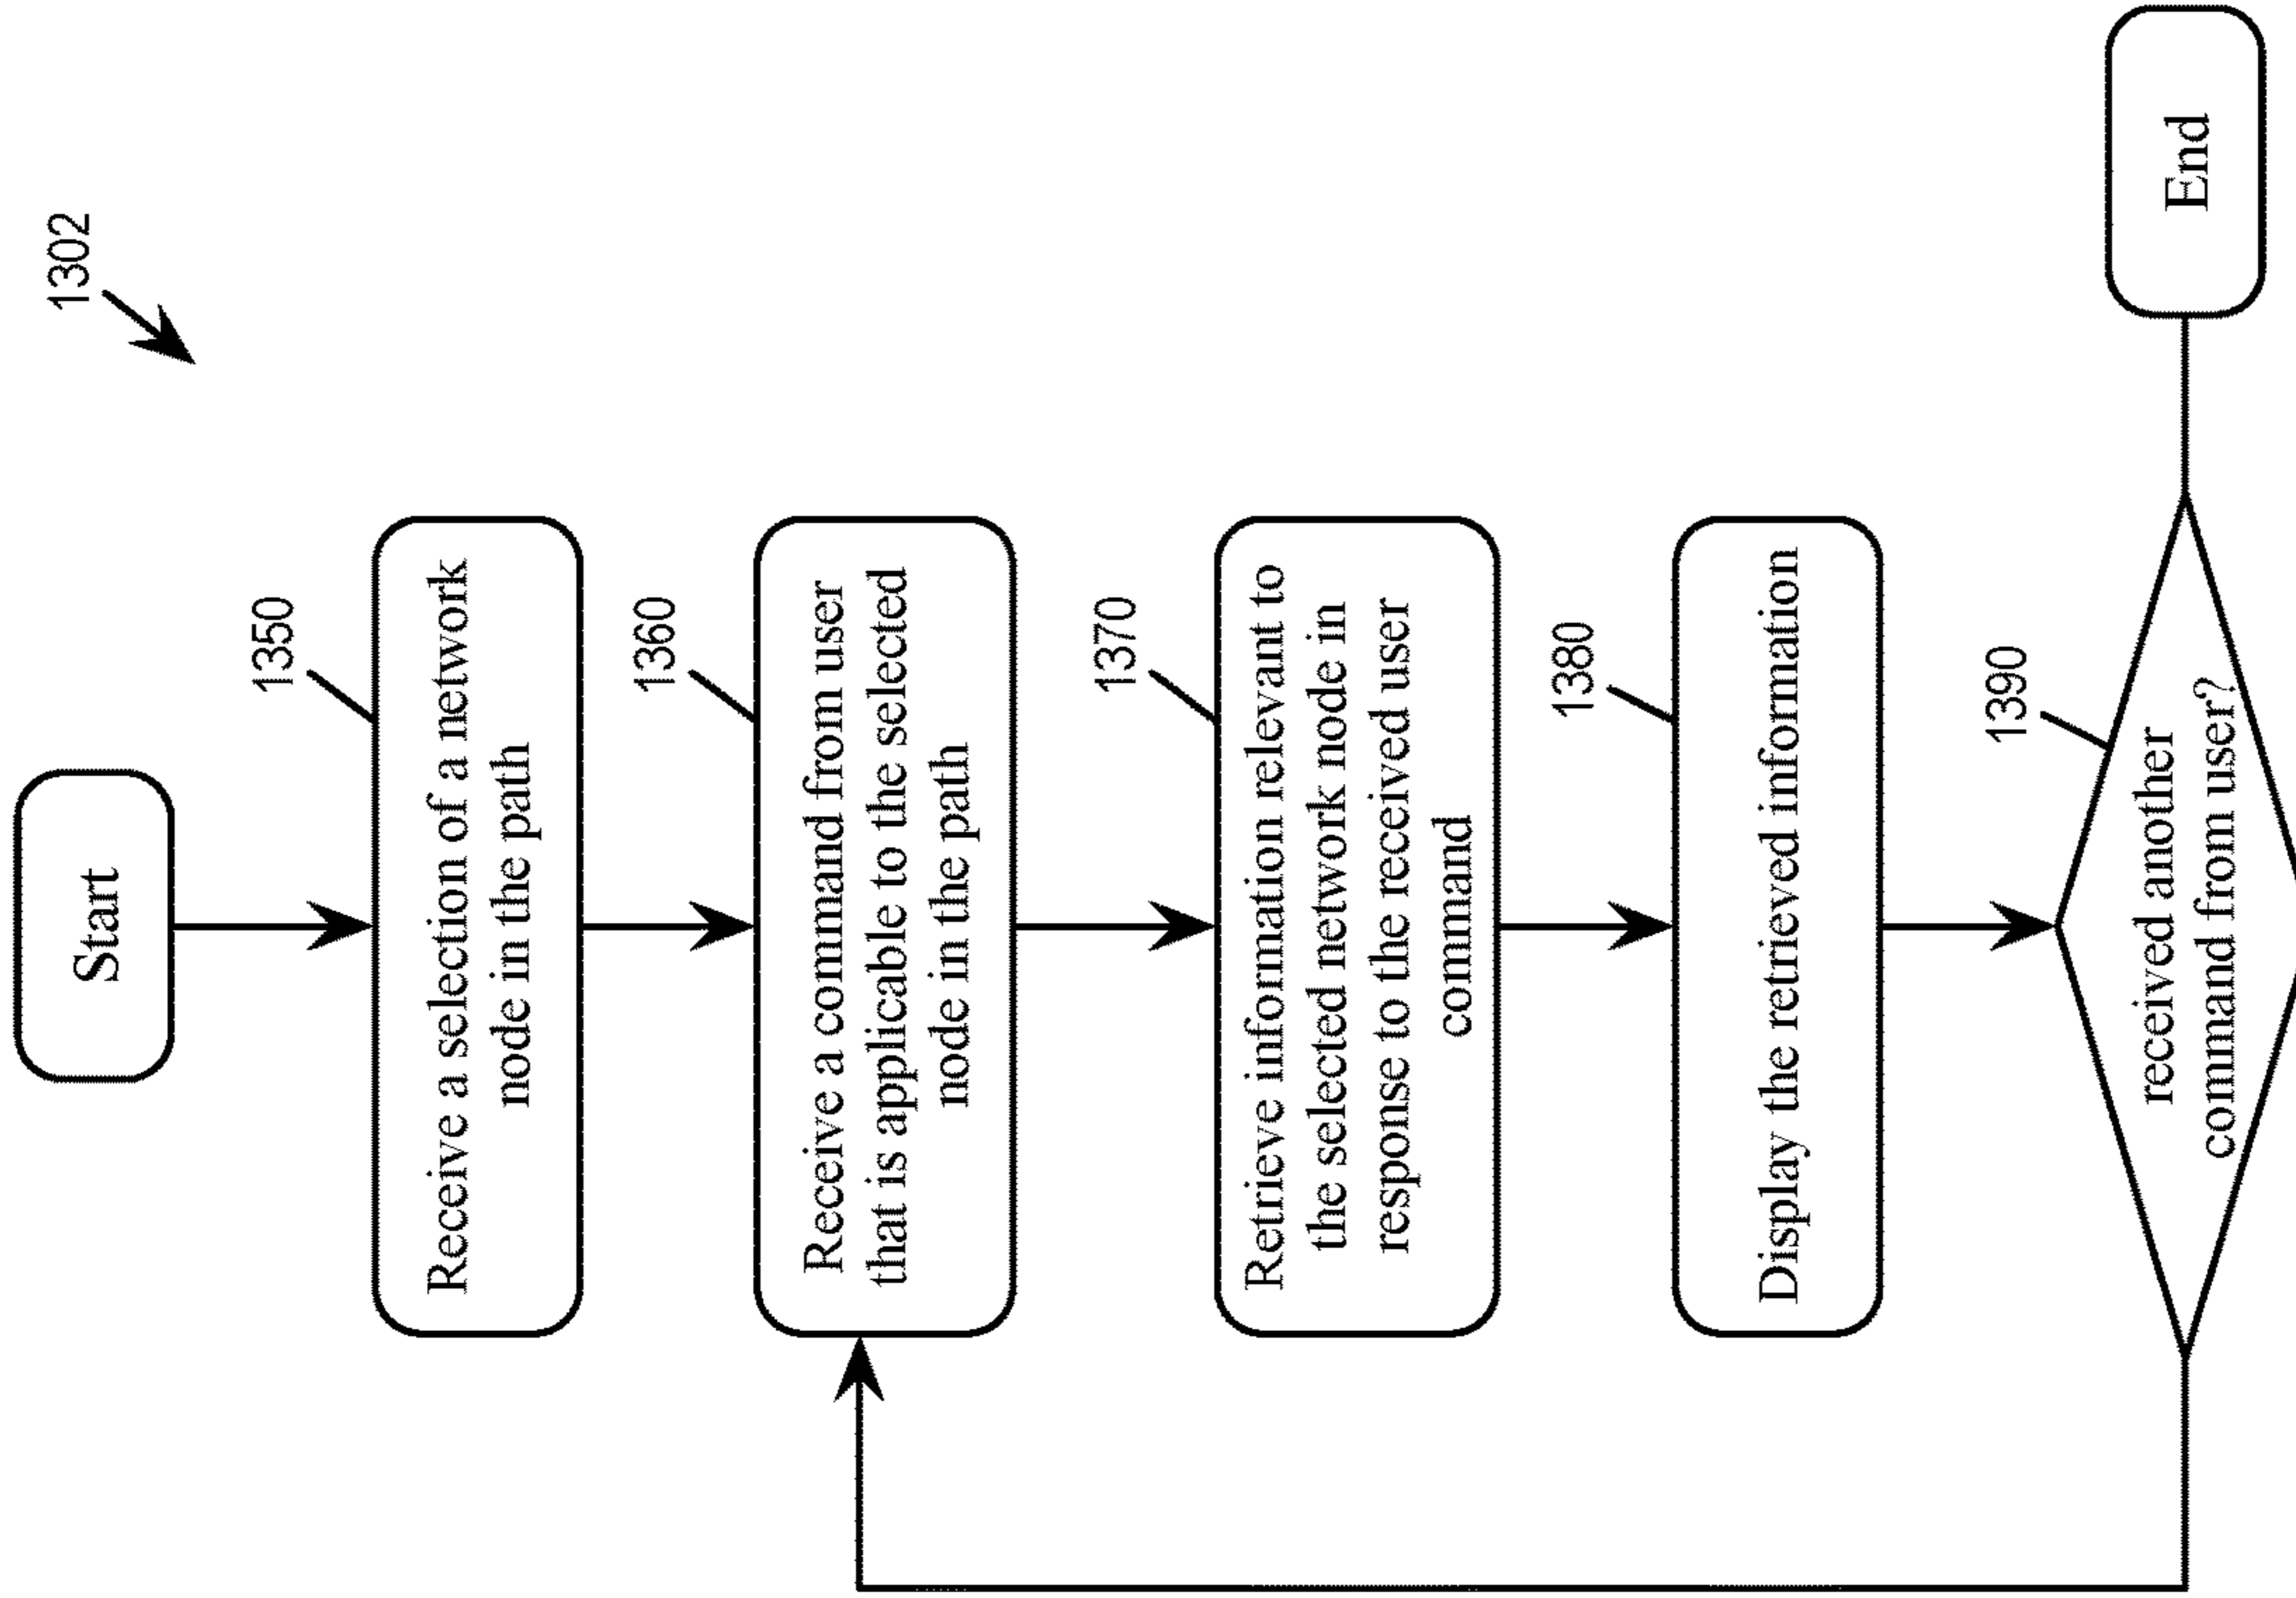 1302
Start
1350
Receive a selection of a network
node in the path
1360
Receive a command from user
that is applicable to the selected
node in the path
1370
Retrieve information relevant to
the selected network node in
response to the received user
command
1380
Display the retrieved information
1390
received another
command from user?
End